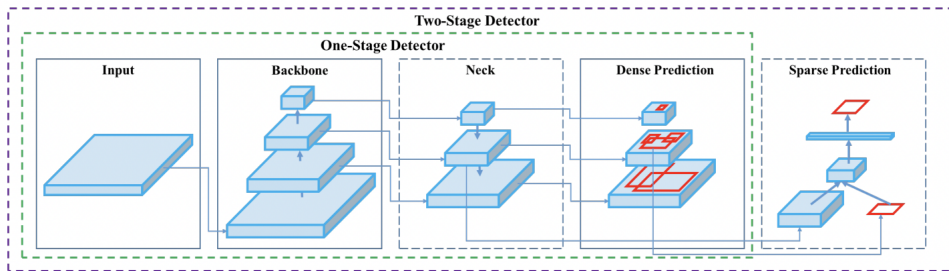 Two-Stage Detector
One-Stage Detector
Input
Backbone
Neck
Dense Prediction
Sparse Prediction